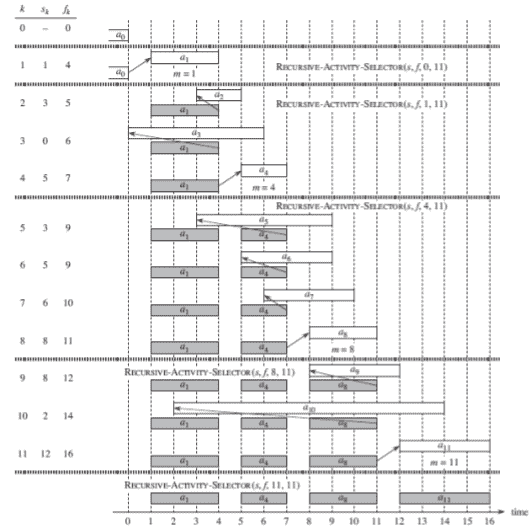 k s_k f_k
0 – 0 a_0
1 1 4 a_0 a_1 m = 1 RECURSIVE-ACTIVITY-SELECTOR(s, f, 0, 11)
2 3 5 a_1 a_2 RECURSIVE-ACTIVITY-SELECTOR(s, f, 1, 11)
3 0 6 a_3 a_1
4 5 7 a_1 a_4 m = 4
RECURSIVE-ACTIVITY-SELECTOR(s, f, 4, 11)
5 3 9 a_5 a_1 a_4
6 5 9 a_6 a_1 a_4
7 6 10 a_7 a_1 a_4
8 8 11 a_1 a_4 a_8 m = 8
RECURSIVE-ACTIVITY-SELECTOR(s, f, 8, 11)
9 8 12 a_9 a_1 a_4 a_8
10 2 14 a_10 a_1 a_4 a_8
11 12 16 a_1 a_4 a_8 a_11 m = 11
RECURSIVE-ACTIVITY-SELECTOR(s, f, 11, 11)
a_1 a_4 a_8 a_11
time
0 1 2 3 4 5 6 7 8 9 10 11 12 13 14 15 16